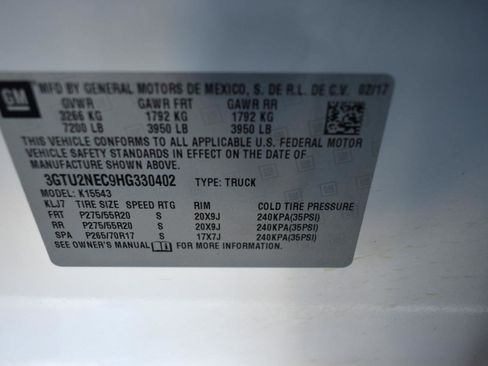 GM
MFD BY GENERAL MOTORS DE MEXICO, S. DE R.L. DE C.V. 02/17
GVWR GAWR FRT GAWR RR
3266 KG 1792 KG 1792 KG
7200 LB 3950 LB 3950 LB
THIS VEHICLE CONFORMS TO ALL APPLICABLE U.S. FEDERAL MOTOR
VEHICLE SAFETY STANDARDS IN EFFECT ON THE DATE OF
MANUFACTURE SHOWN ABOVE.
3GTU2NEC9HG330402 TYPE: TRUCK
MODEL: K15543
KLJ7 TIRE SIZE SPEED RTG RIM COLD TIRE PRESSURE
FRT P275/55R20 S 20X9J 240KPA(35PSI)
RR P275/55R20 S 20X9J 240KPA(35PSI)
SPA P265/70R17 S 17X7J 240KPA(35PSI)
SEE OWNER'S MANUAL FOR MORE INFORMATION